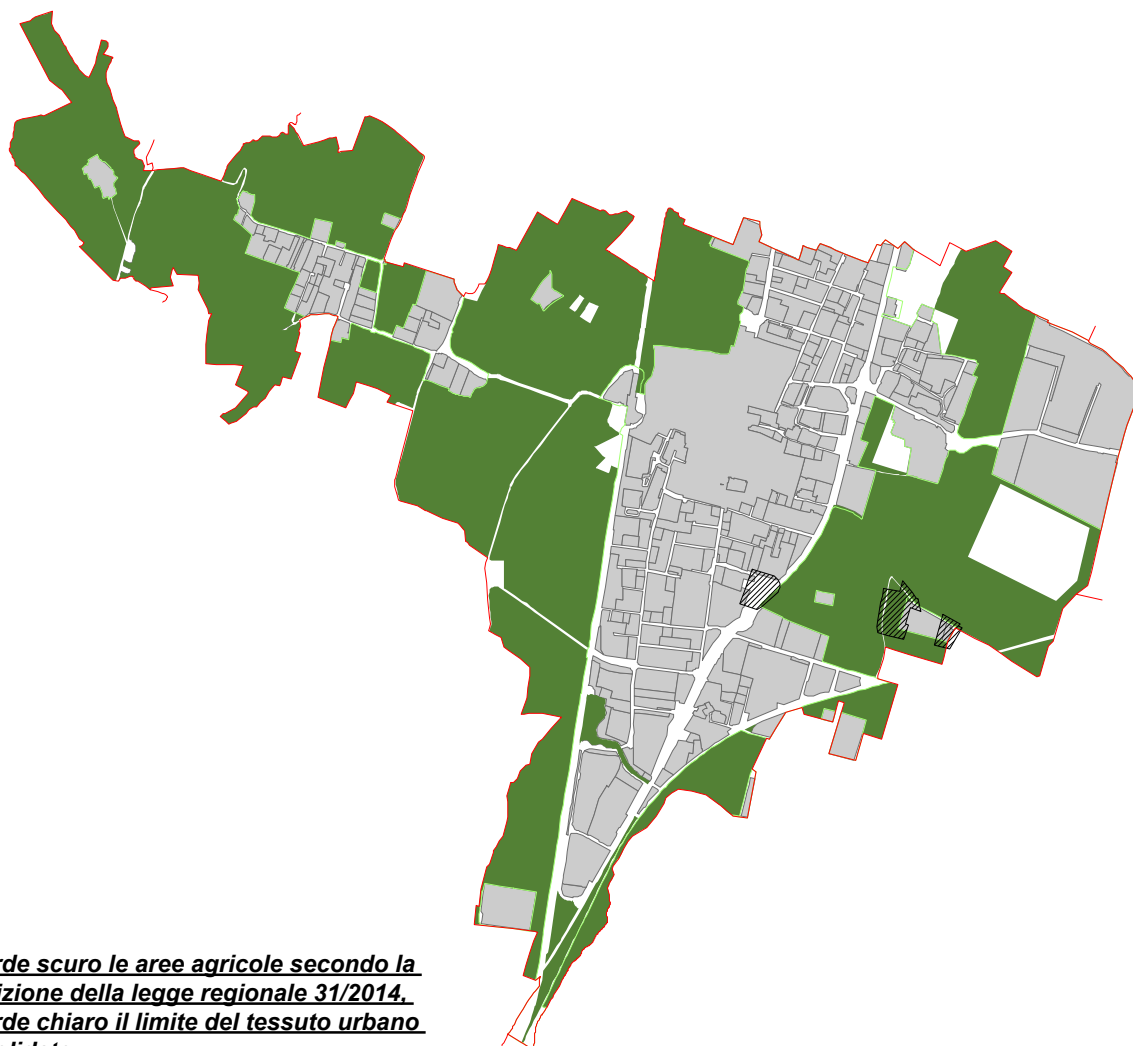 rde scuro le aree agricole secondo la
izione della legge regionale 31/2014,
rde chiaro il limite del tessuto urbano